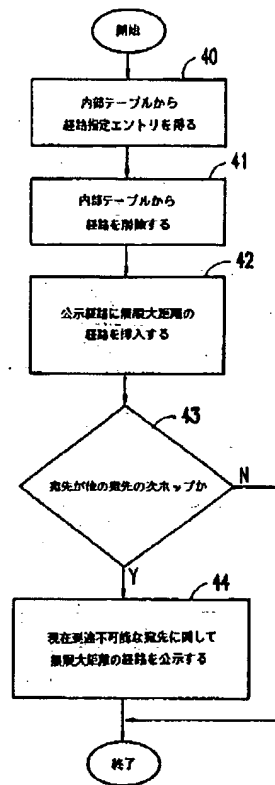 開始
40
内部テーブルから
経路指定エントリを得る
41
内部テーブルから
経路を削除する
42
公示経路に無限大距離の
経路を挿入する
43
宛先が他の宛先の次ホップか
N
Y
44
現在到達不可能な宛先に関して
無限大距離の経路を公示する
終了